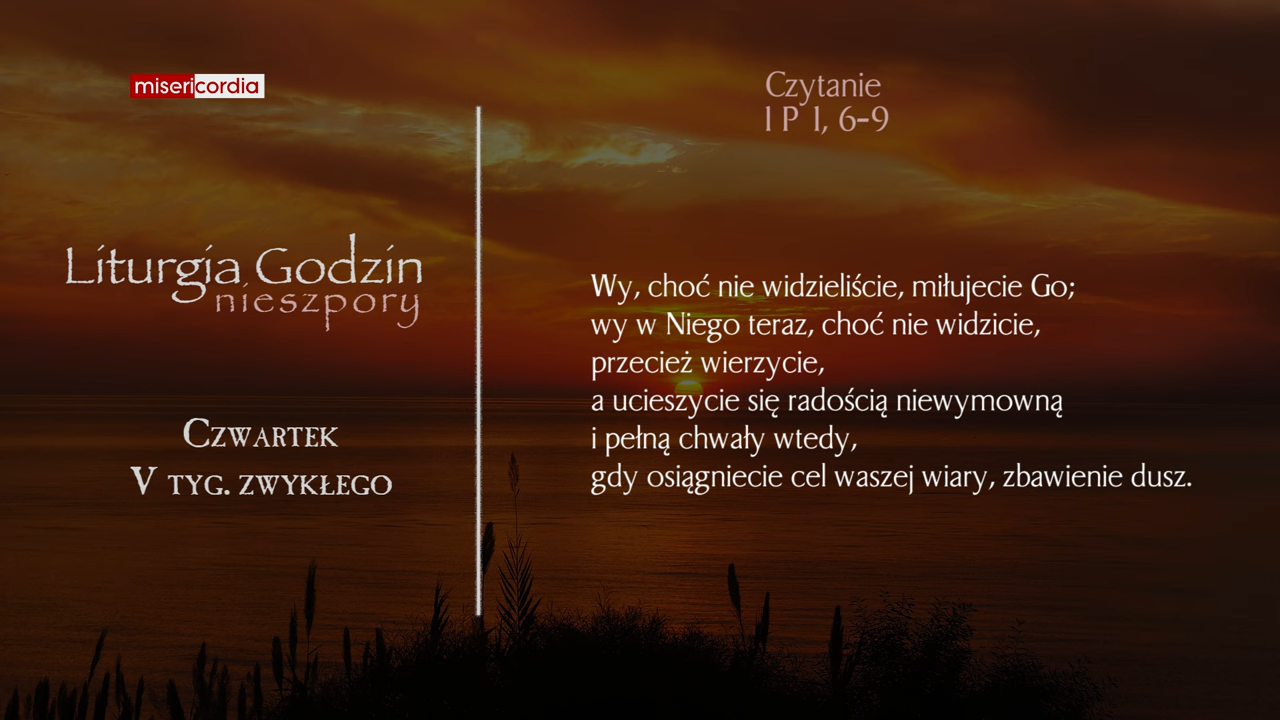 misericordia
Liturgia Godzin
nieszpory
Czwartek
V tyg. zwykłego
Czytanie
1 P 1, 6-9
Wy, choć nie widzieliście, miłujecie Go;
wy w Niego teraz, choć nie widzicie,
przecież wierzycie,
a ucieszycie się radością niewymowną
i pełną chwały wtedy,
gdy osiągniecie cel waszej wiary, zbawienie dusz.